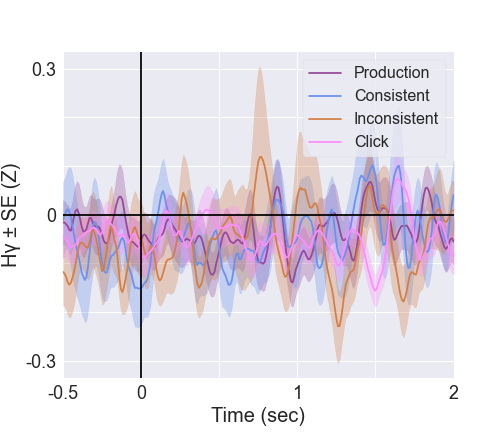 Production
Consistent
Inconsistent
Click
0.3
0
-0.3
Hγ ± SE (Z)
-0.5
0
1
2
Time (sec)